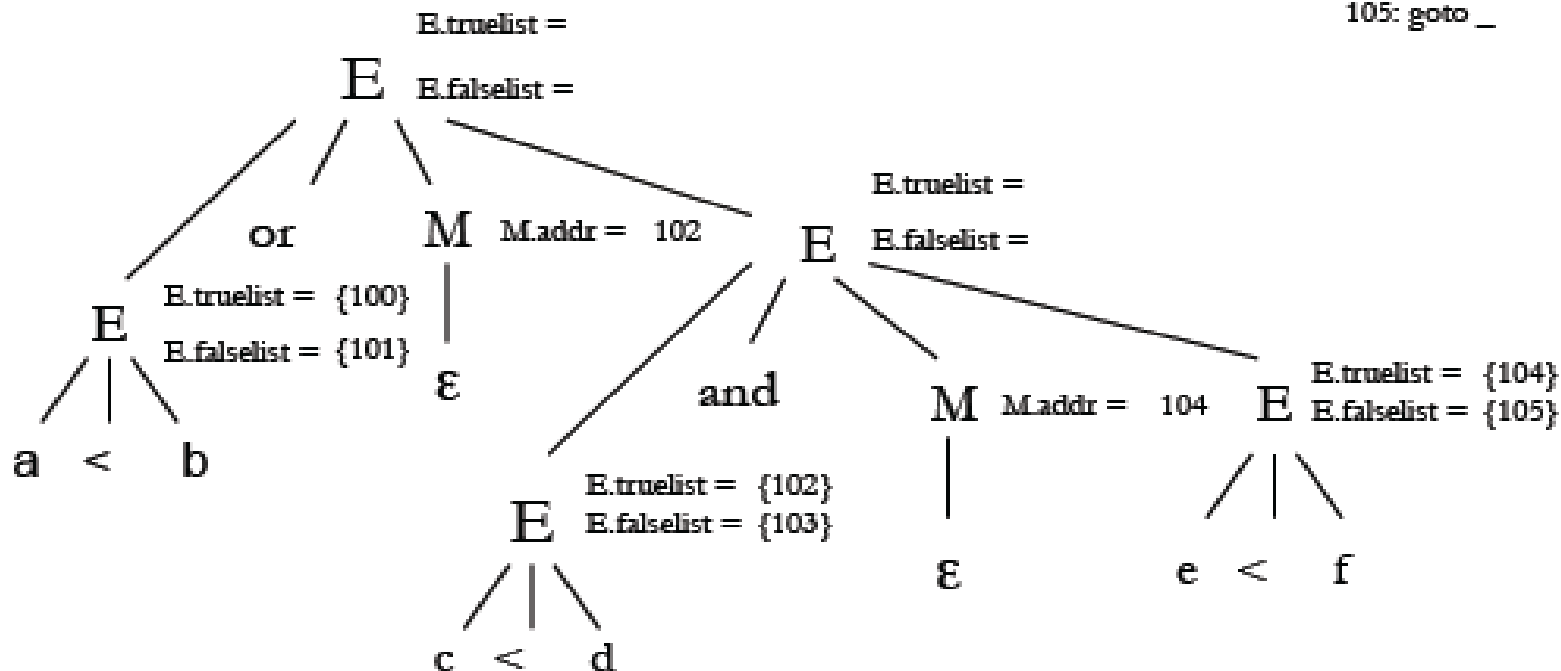 105: goto _
E.truelist =
E E.falselist =
E.truelist =
or M M.addr = 102 E E.falselist =
E E.truelist = {100}
E.falselist = {101}
ε
and M M.addr = 104 E E.truelist = {104}
E.falselist = {105}
a < b
E E.truelist = {102}
E.falselist = {103}
ε e < f
c < d